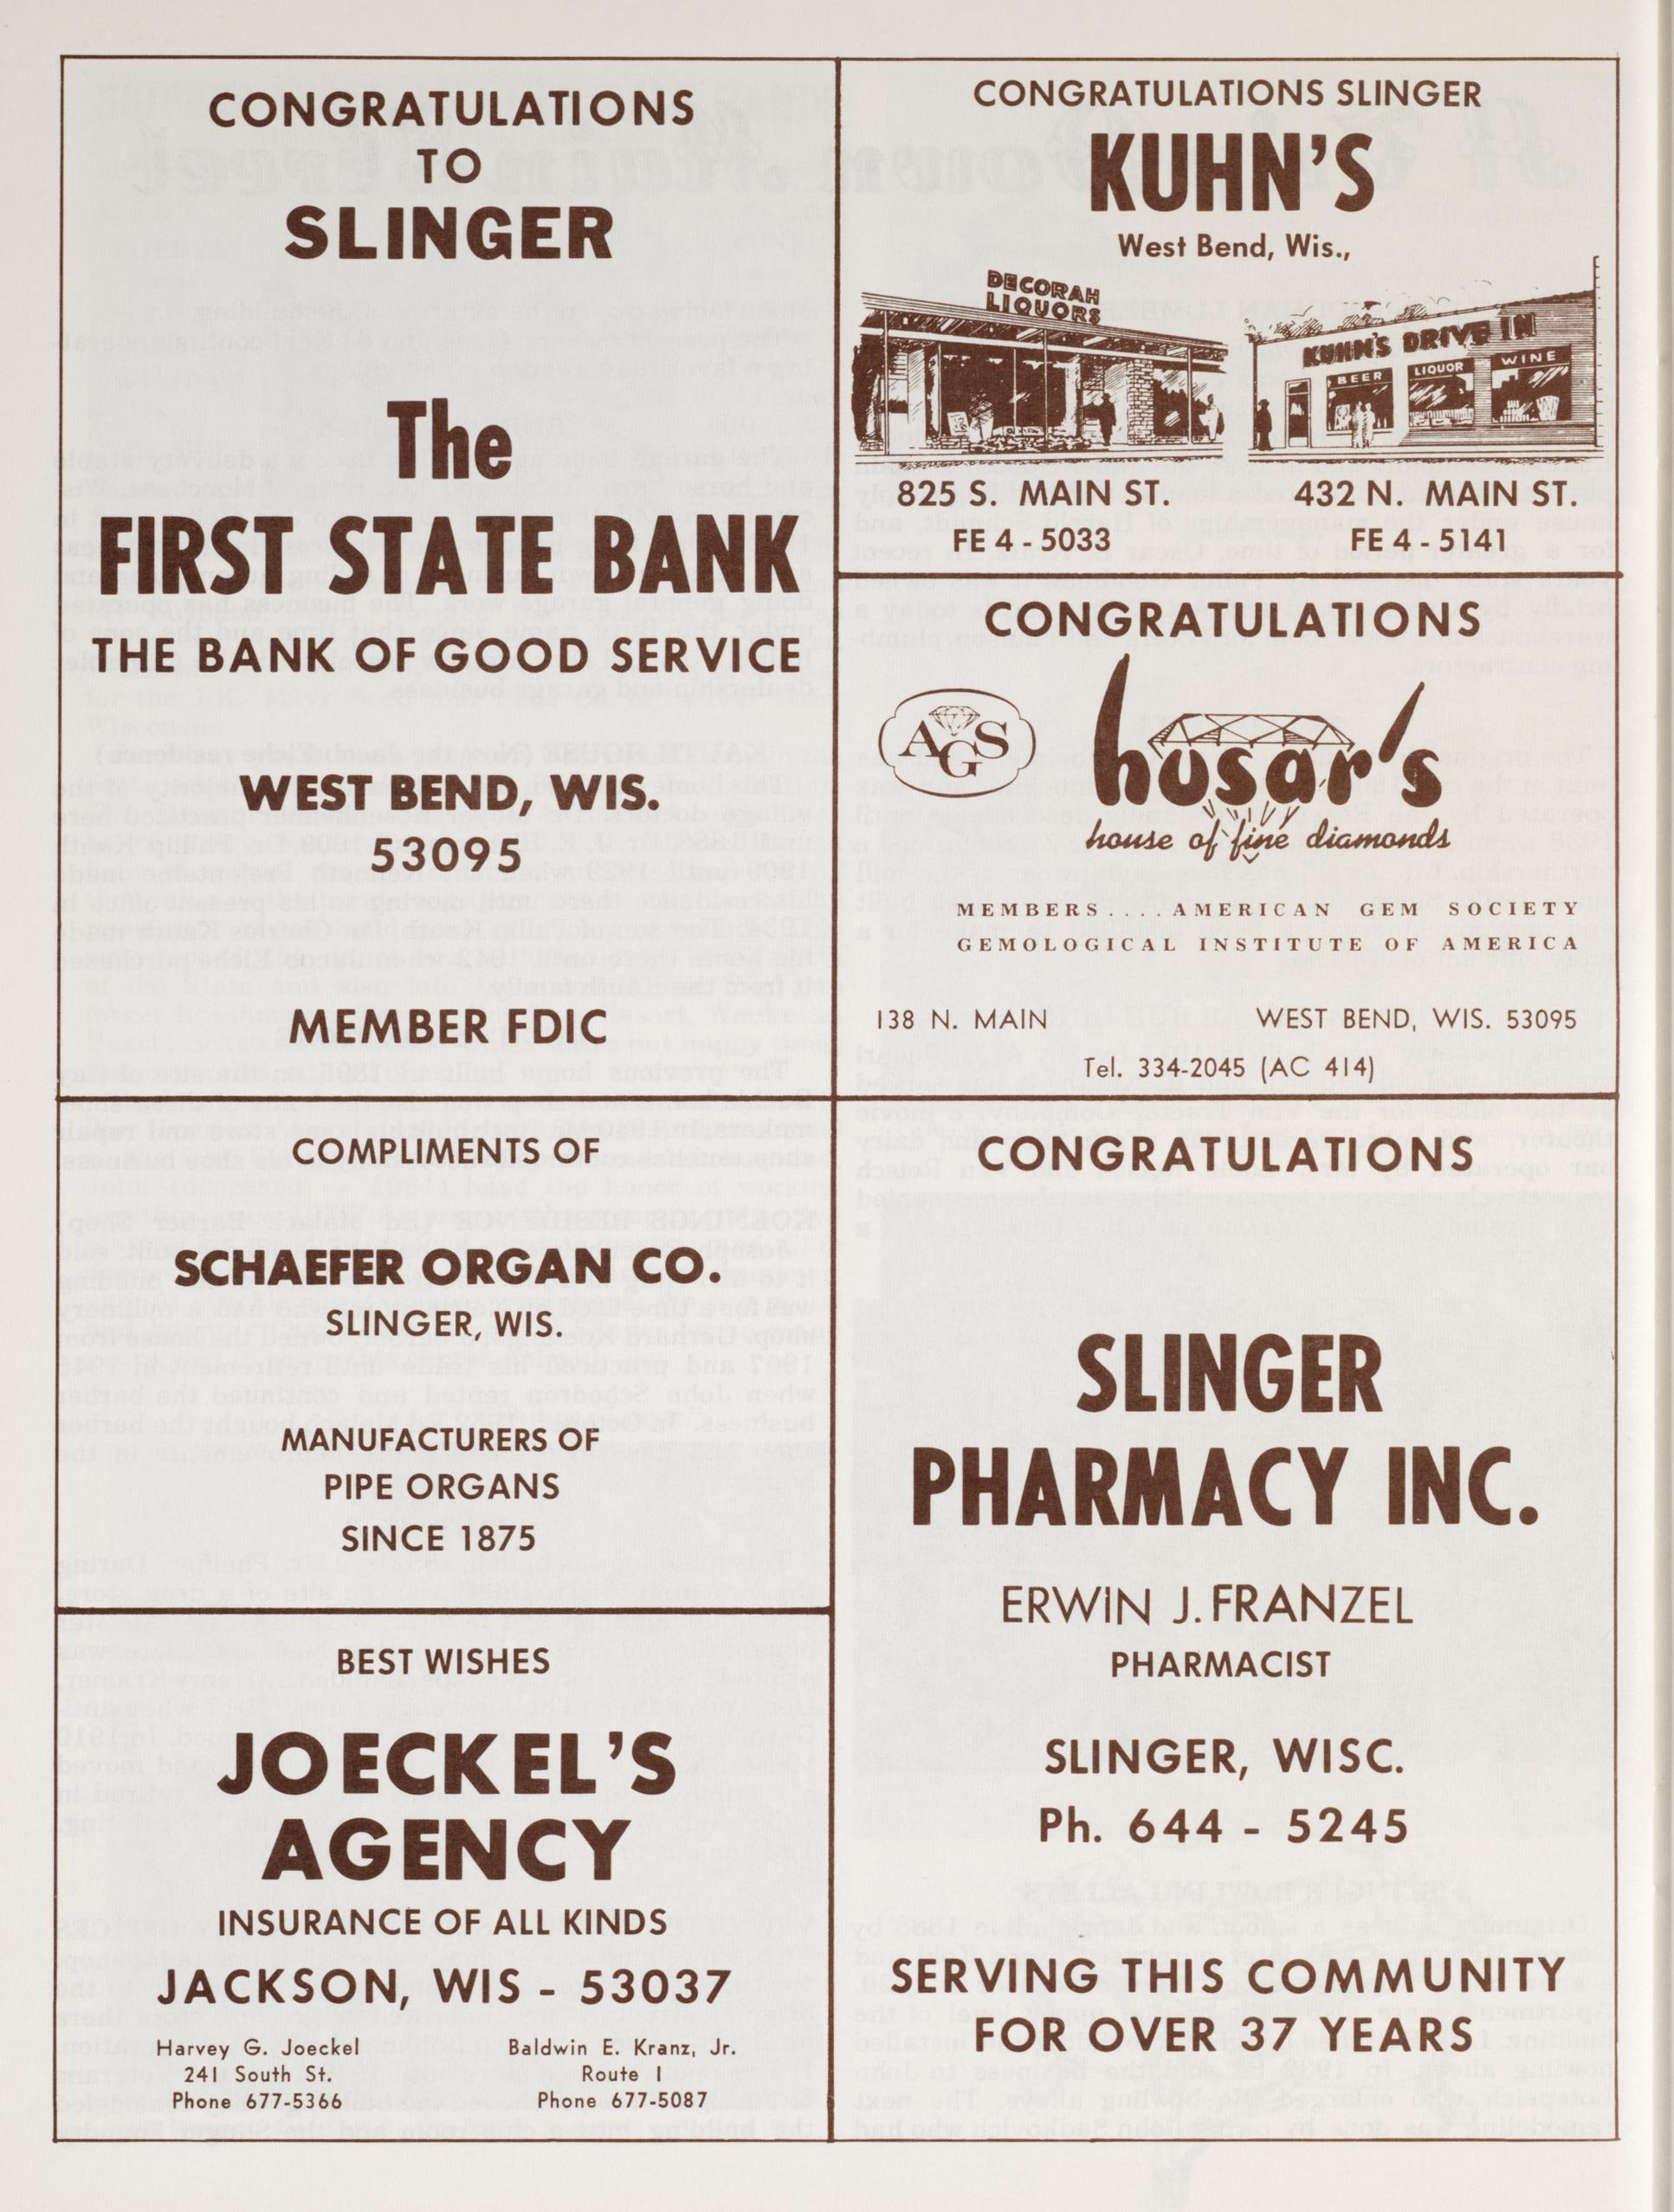 CONGRATULATIONS
TO
SLINGER
The
FIRST STATE BANK
THE BANK OF GOOD SERVICE
WEST BEND, WIS.
53095
MEMBER FDIC
COMPLIMENTS OF
SCHAEFER ORGAN CO.
SLINGER, WIS.
MANUFACTURERS OF
PIPE ORGANS
SINCE 1875
BEST WISHES
JOECKEL'S
AGENCY
INSURANCE OF ALL KINDS
JACKSON, WIS - 53037
Harvey G. Joeckel
241 South St.
Phone 677-5366
Baldwin E. Kranz, Jr.
Route 1
Phone 677-5087
CONGRATULATIONS SLINGER
KUHN'S
West Bend, Wis.,
DECORAH
LIQUORS
825 S. MAIN ST.
FE 4 - 5033
KUHN'S DRIVE IN
BEER LIQUOR WINE
432 N. MAIN ST.
FE 4 - 5141
CONGRATULATIONS
AGS
husar's
house of fine diamonds
MEMBERS.... AMERICAN GEM SOCIETY
GEMOLOGICAL INSTITUTE OF AMERICA
138 N. MAIN WEST BEND, WIS. 53095
Tel. 334-2045 (AC 414)
CONGRATULATIONS
SLINGER
PHARMACY INC.
ERWIN J. FRANZEL
PHARMACIST
SLINGER, WISC.
Ph. 644 - 5245
SERVING THIS COMMUNITY
FOR OVER 37 YEARS